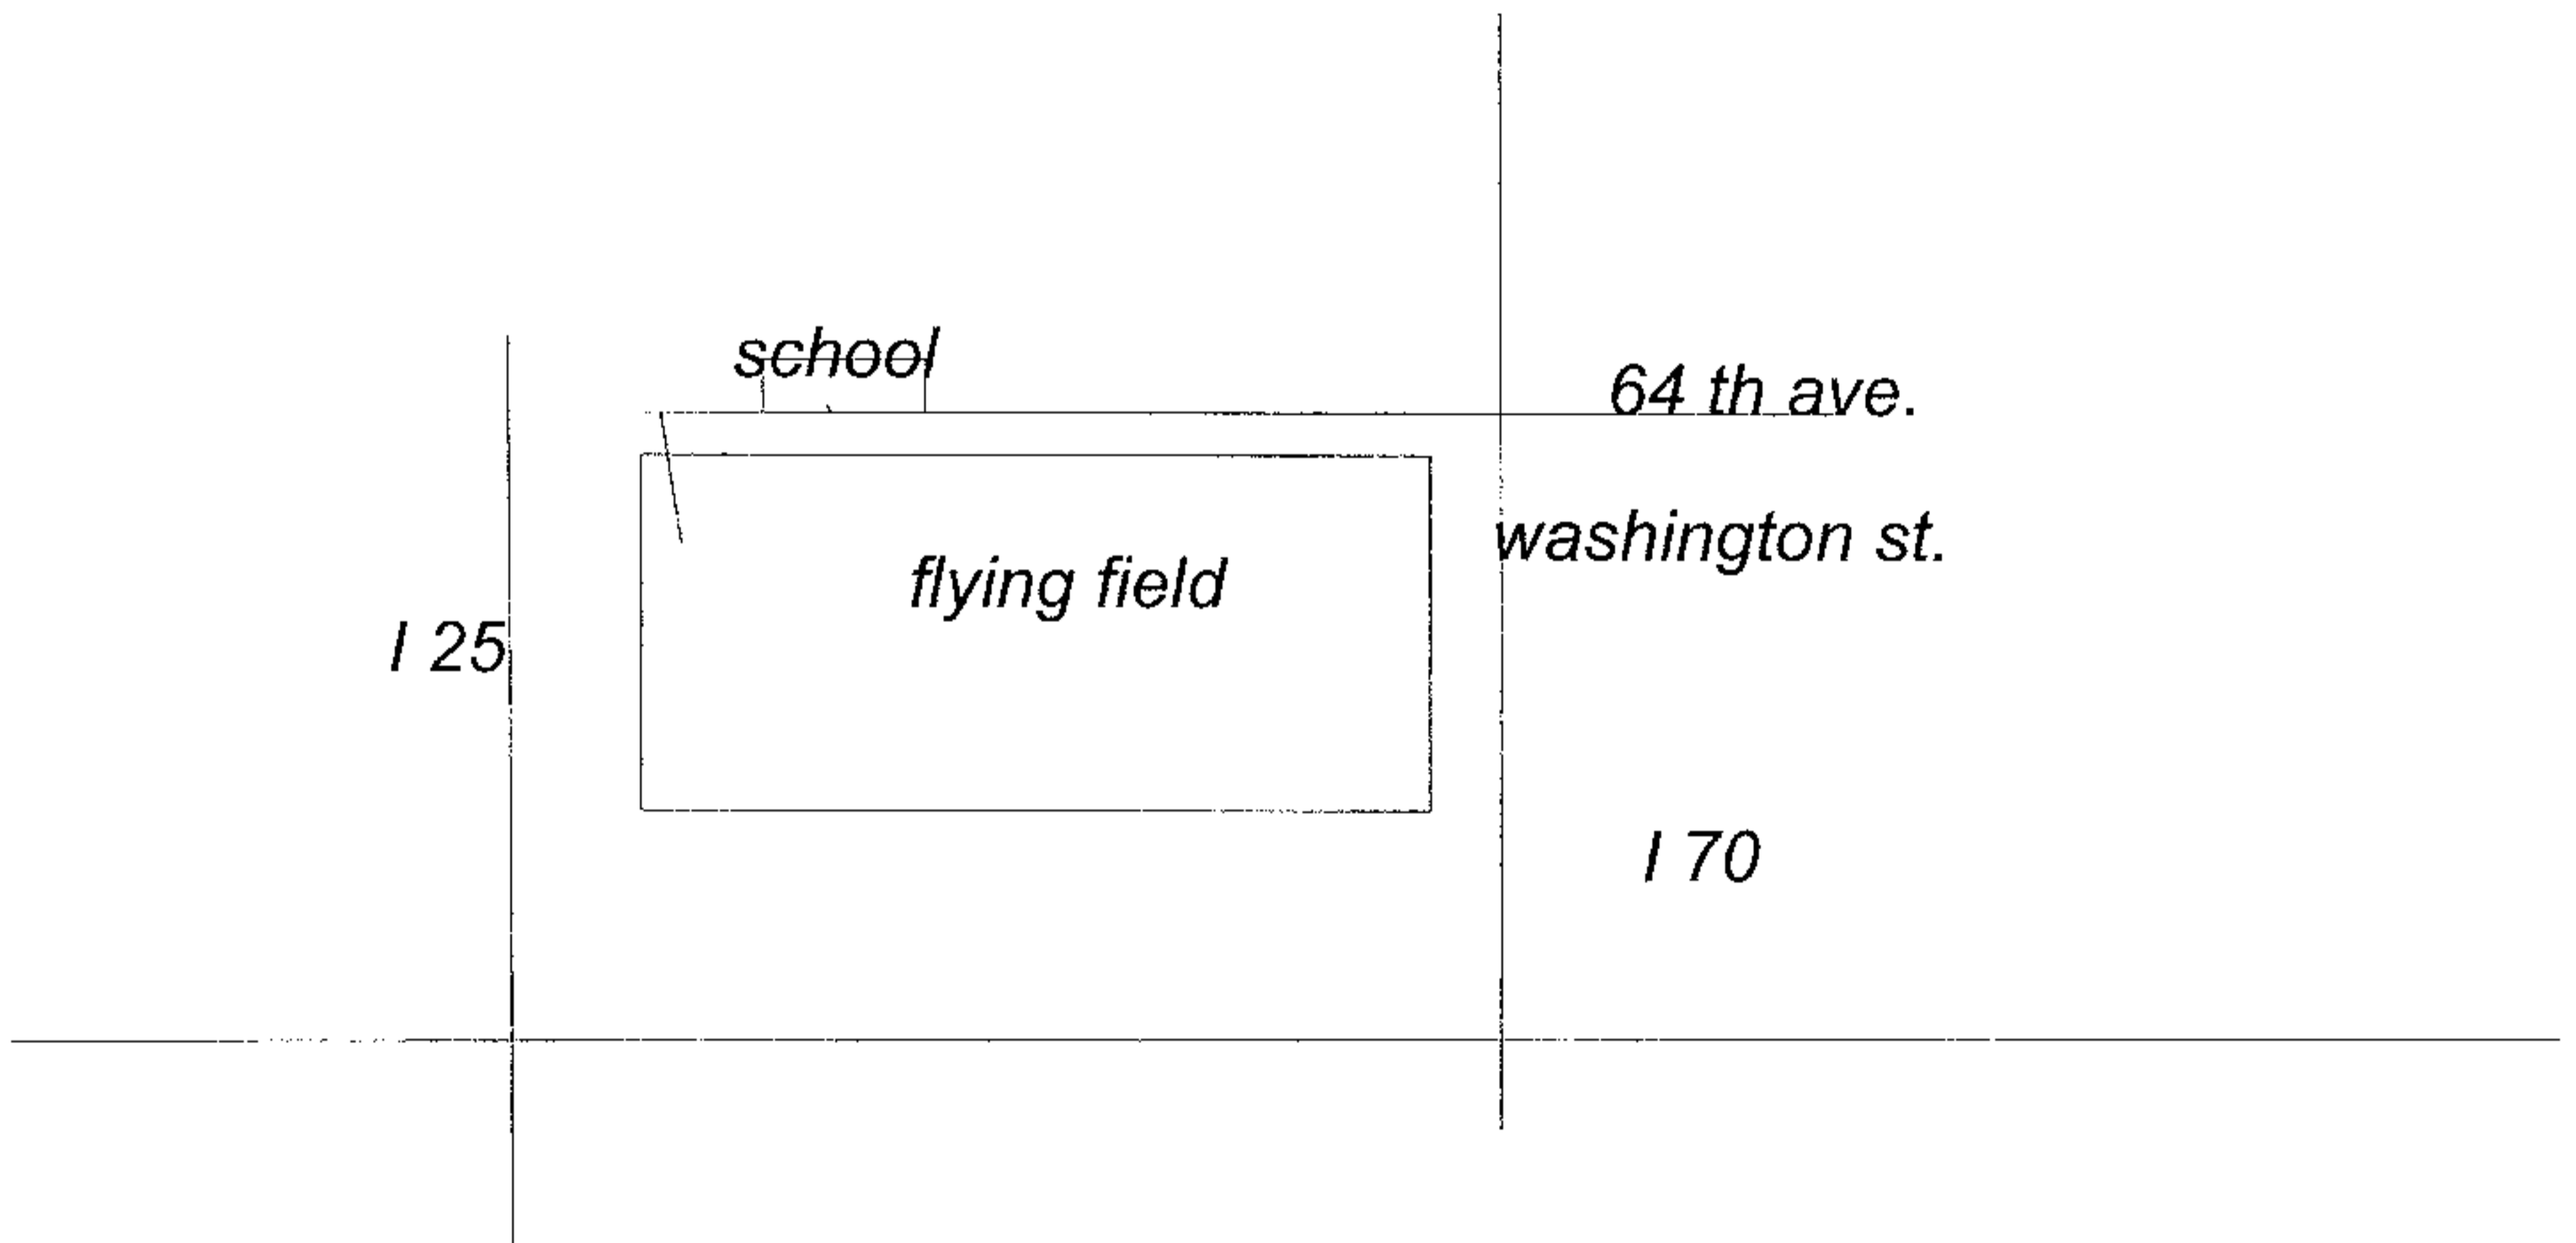 school
64 th ave.
washington st.
flying field
I 25
I 70